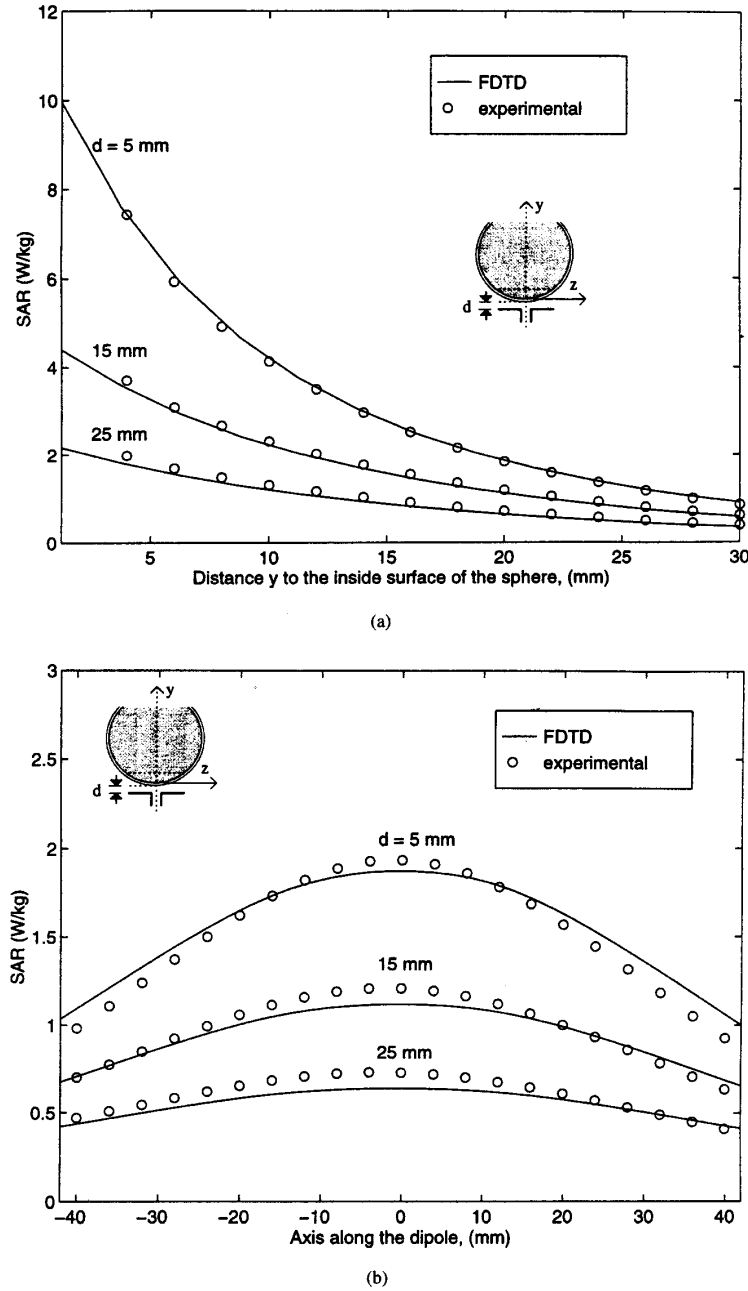 12
10
8
6
4
2
0
SAR (W/kg)
FDTD
experimental
d = 5 mm
15 mm
25 mm
y
z
d
5
10
15
20
25
30
Distance y to the inside surface of the sphere, (mm)
(a)
3
2.5
2
1.5
1
0.5
0
SAR (W/kg)
y
z
d
FDTD
experimental
d = 5 mm
15 mm
25 mm
−40
−30
−20
−10
0
10
20
30
40
Axis along the dipole, (mm)
(b)